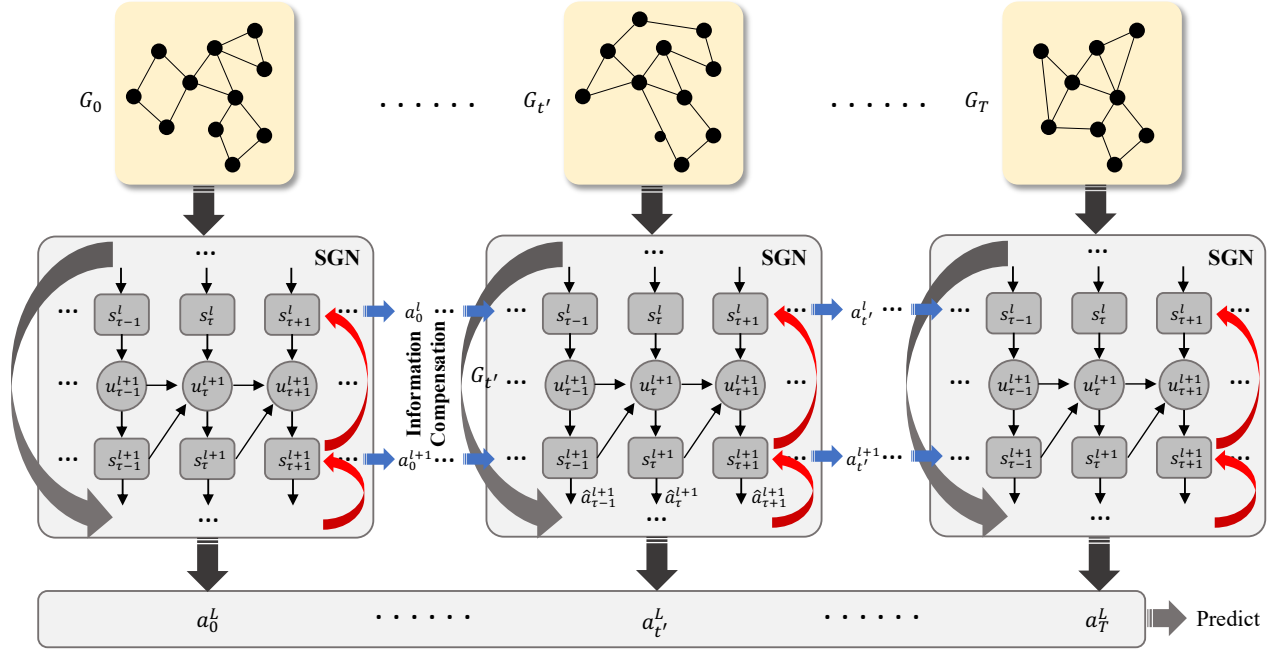 G_0 · · · · · · G_{t′} · · · · · · G_T
... SGN ... SGN ... SGN
... s^l_{τ−1} s^l_τ s^l_{τ+1} ... a^l_0 ... ... s^l_{τ−1} s^l_τ s^l_{τ+1} ... a^l_{t′} ... ... s^l_{τ−1} s^l_τ s^l_{τ+1} ...
Information
Compensation
... u^{l+1}_{τ−1} u^{l+1}_τ u^{l+1}_{τ+1} ... G_{t′} ... u^{l+1}_{τ−1} u^{l+1}_τ u^{l+1}_{τ+1} ... ... u^{l+1}_{τ−1} u^{l+1}_τ u^{l+1}_{τ+1} ...
... s^{l+1}_{τ−1} s^{l+1}_τ s^{l+1}_{τ+1} ... a^{l+1}_0 ... ... s^{l+1}_{τ−1} s^{l+1}_τ s^{l+1}_{τ+1} ... a^{l+1}_{t′} ... ... s^{l+1}_{τ−1} s^{l+1}_τ s^{l+1}_{τ+1} ...
â^{l+1}_{τ−1} â^{l+1}_τ â^{l+1}_{τ+1}
... ... ...
a^L_0 · · · · · · a^L_{t′} · · · · · · a^L_T Predict